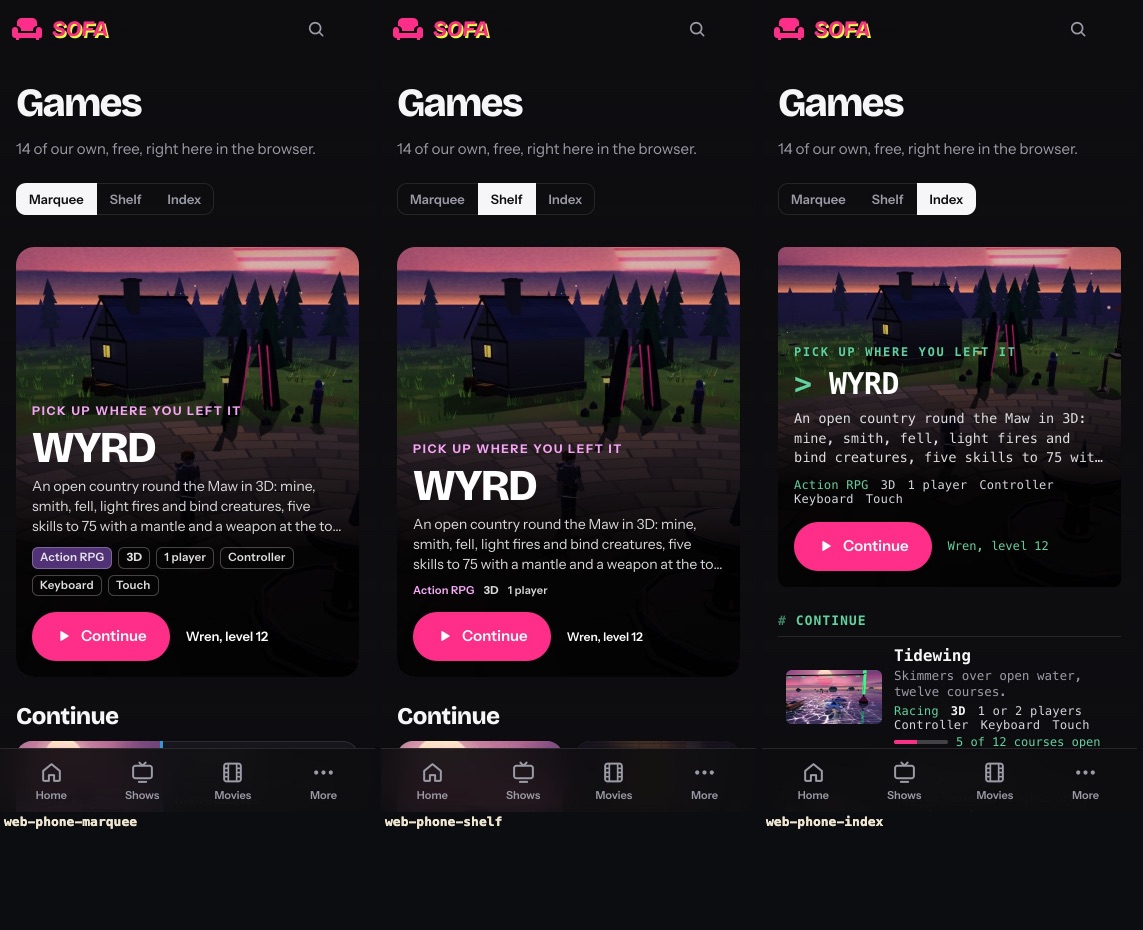 SOFA
Games
14 of our own, free, right here in the browser.
Marquee Shelf Index
PICK UP WHERE YOU LEFT IT
WYRD
An open country round the Maw in 3D: mine,
smith, fell, light fires and bind creatures, five
skills to 75 with a mantle and a weapon at the to…
Action RPG 3D 1 player Controller
Keyboard Touch
Continue Wren, level 12
Continue
Home Shows Movies More
web-phone-marquee
SOFA
Games
14 of our own, free, right here in the browser.
Marquee Shelf Index
PICK UP WHERE YOU LEFT IT
WYRD
An open country round the Maw in 3D: mine,
smith, fell, light fires and bind creatures, five
skills to 75 with a mantle and a weapon at the to…
Action RPG 3D 1 player
Continue Wren, level 12
Continue
Home Shows Movies More
web-phone-shelf
SOFA
Games
14 of our own, free, right here in the browser.
Marquee Shelf Index
PICK UP WHERE YOU LEFT IT
> WYRD
An open country round the Maw in 3D:
mine, smith, fell, light fires and
bind creatures, five skills to 75 wit…
Action RPG 3D 1 player Controller
Keyboard Touch
Continue Wren, level 12
# CONTINUE
Tidewing
Skimmers over open water,
twelve courses.
Racing 3D 1 or 2 players
Controller Keyboard Touch
5 of 12 courses open
Home Shows Movies More
web-phone-index